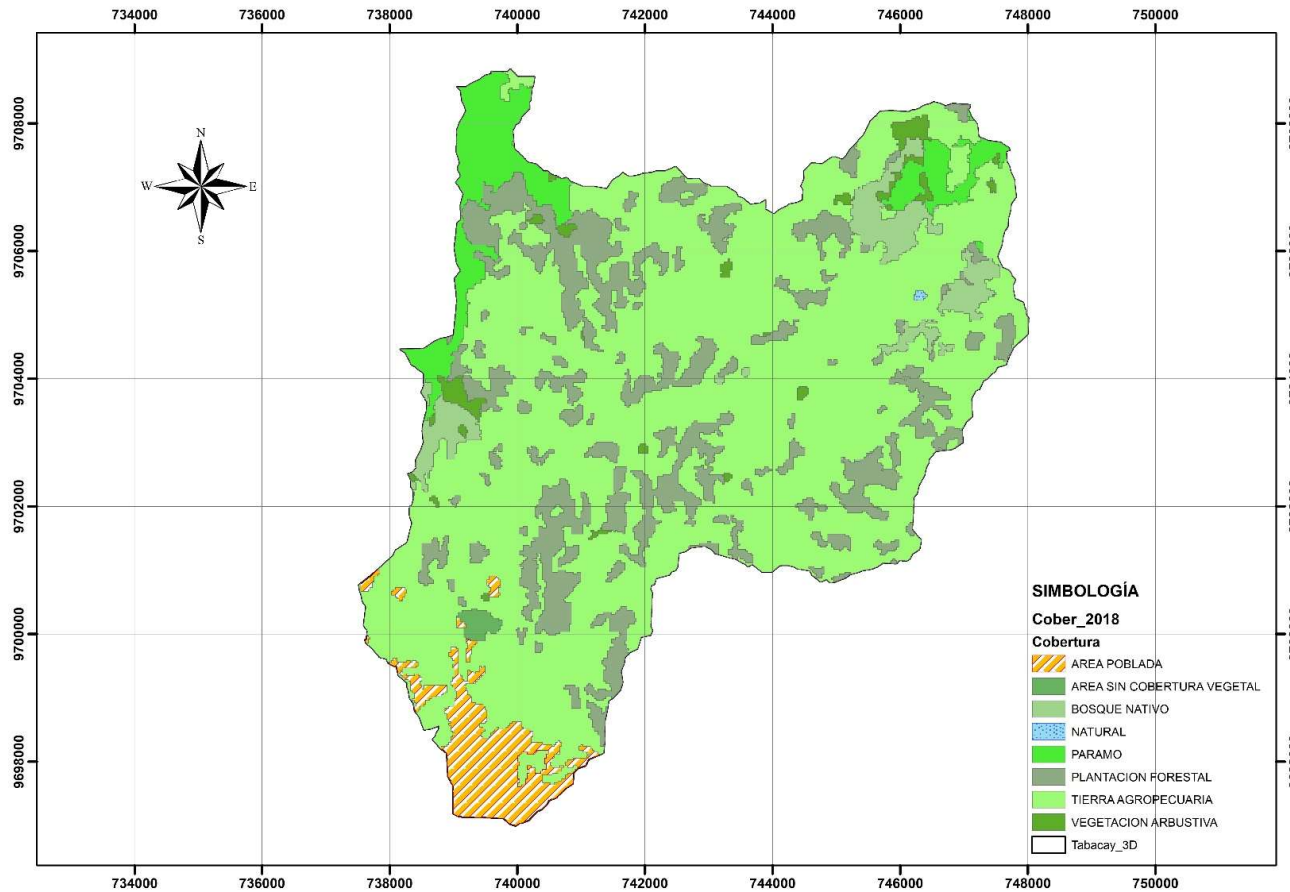 734000 736000 738000 740000 742000 744000 746000 748000 750000
9708000
N
W E
S
9706000
9704000
9702000
9700000
9698000
SIMBOLOGÍA
Cober_2018
Cobertura
AREA POBLADA
AREA SIN COBERTURA VEGETAL
BOSQUE NATIVO
NATURAL
PARAMO
PLANTACION FORESTAL
TIERRA AGROPECUARIA
VEGETACION ARBUSTIVA
Tabacay_3D
734000 736000 738000 740000 742000 744000 746000 748000 750000